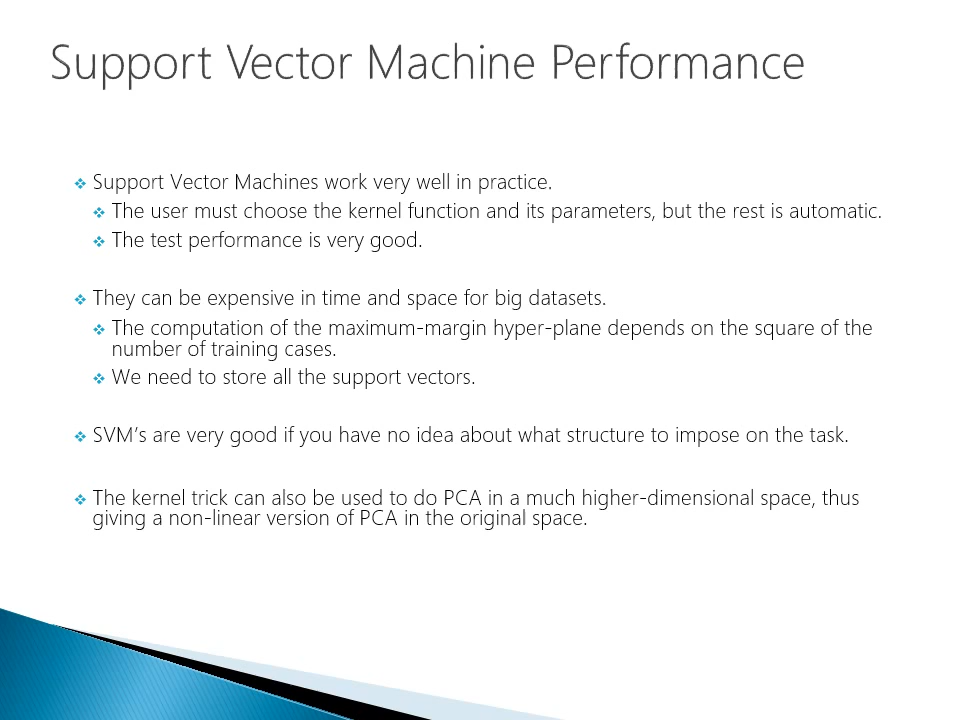 Support Vector Machine Performance
❖ Support Vector Machines work very well in practice.
❖ The user must choose the kernel function and its parameters, but the rest is automatic.
❖ The test performance is very good.
❖ They can be expensive in time and space for big datasets.
❖ The computation of the maximum-margin hyper-plane depends on the square of the
number of training cases.
❖ We need to store all the support vectors.
❖ SVM’s are very good if you have no idea about what structure to impose on the task.
❖ The kernel trick can also be used to do PCA in a much higher-dimensional space, thus
giving a non-linear version of PCA in the original space.